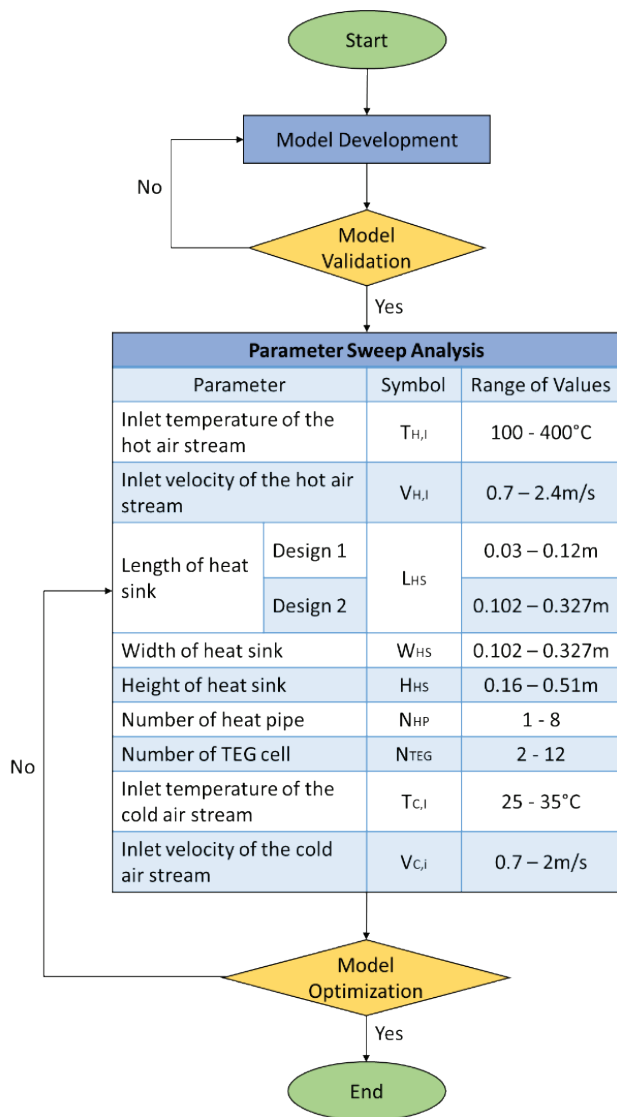 Start
Model Development
No
Model
Validation
Yes
Parameter Sweep Analysis
Parameter Symbol Range of Values
Inlet temperature of the
hot air stream
TH,I
100 - 400°C
Inlet velocity of the hot air
stream
VH,I
0.7 – 2.4m/s
Length of heat
sink
Design 1
LHS
0.03 – 0.12m
Design 2
0.102 – 0.327m
Width of heat sink WHS 0.102 – 0.327m
Height of heat sink HHS 0.16 – 0.51m
Number of heat pipe NHP 1 - 8
Number of TEG cell NTEG 2 - 12
Inlet temperature of the
cold air stream
TC,I
25 - 35°C
Inlet velocity of the cold
air stream
VC,i
0.7 – 2m/s
No
Model
Optimization
Yes
End